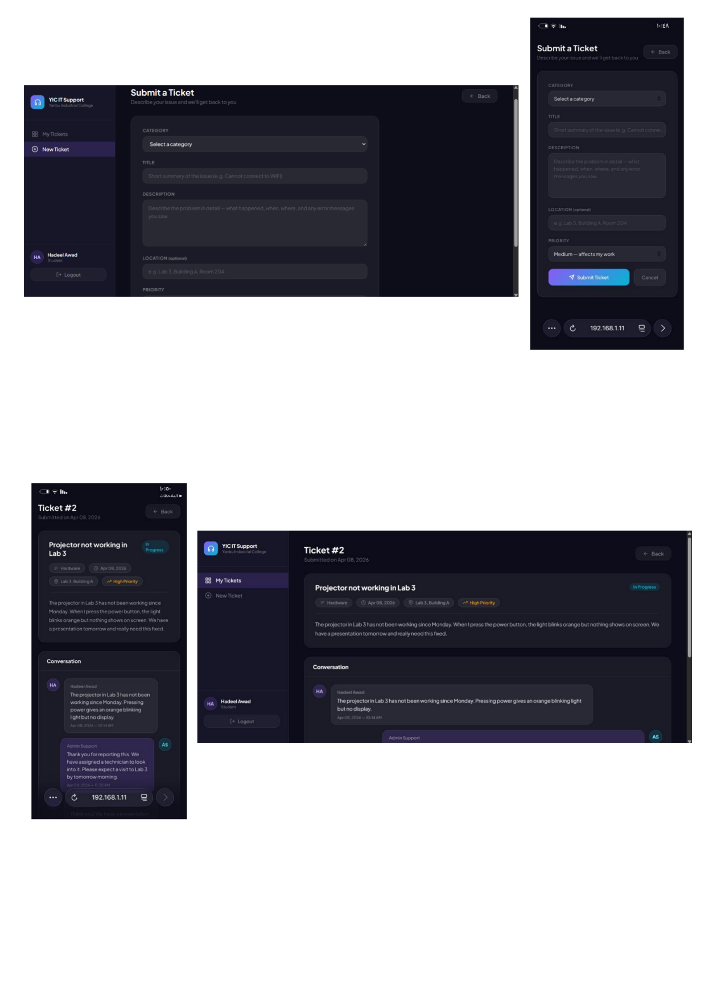 YIC IT Support
Yanbu Industrial College
My Tickets
New Ticket
HA
Hadeel Awad
Student
Logout
Submit a Ticket
Describe your issue and we'll get back to you
Back
CATEGORY
Select a category
TITLE
Short summary of the issue (e.g. Cannot connect to WiFi)
DESCRIPTION
Describe the problem in detail — what happened, when, where, and any error messages
you saw.
LOCATION (optional)
e.g. Lab 3, Building A, Room 204
PRIORITY
١٠:٤٨
Submit a Ticket
Describe your issue and we'll get back to you
Back
CATEGORY
Select a category
TITLE
Short summary of the issue (e.g. Cannot conne
DESCRIPTION
Describe the problem in detail — what
happened, when, where, and any error
messages you saw.
LOCATION (optional)
e.g. Lab 3, Building A, Room 204
PRIORITY
Medium — affects my work
Submit Ticket
Cancel
192.168.1.11
١٠:٥٠
الملاحظات
Ticket #2
Submitted on Apr 08, 2026
Back
Projector not working in
Lab 3
In
Progress
Hardware
Apr 08, 2026
Lab 3, Building A
High Priority
The projector in Lab 3 has not been working since
Monday. When I press the power button, the light
blinks orange but nothing shows on screen. We have
a presentation tomorrow and really need this fixed.
Conversation
HA
Hadeel Awad
The projector in Lab 3 has not been
working since Monday. Pressing
power gives an orange blinking
light but no display.
Apr 08, 2026 — 10:14 AM
AS
Admin Support
Thank you for reporting this. We
have assigned a technician to look
into it. Please expect a visit to Lab 3
by tomorrow morning.
Apr 08, 2026 — 11:30 AM
192.168.1.11
Thank you! We have a presentation
YIC IT Support
Yanbu Industrial College
My Tickets
New Ticket
HA
Hadeel Awad
Student
Logout
Ticket #2
Submitted on Apr 08, 2026
Back
Projector not working in Lab 3
In Progress
Hardware
Apr 08, 2026
Lab 3, Building A
High Priority
The projector in Lab 3 has not been working since Monday. When I press the power button, the light blinks orange but nothing shows on screen. We
have a presentation tomorrow and really need this fixed.
Conversation
HA
Hadeel Awad
The projector in Lab 3 has not been working since Monday. Pressing power gives an orange blinking light
but no display.
Apr 08, 2026 — 10:14 AM
Admin Support
AS